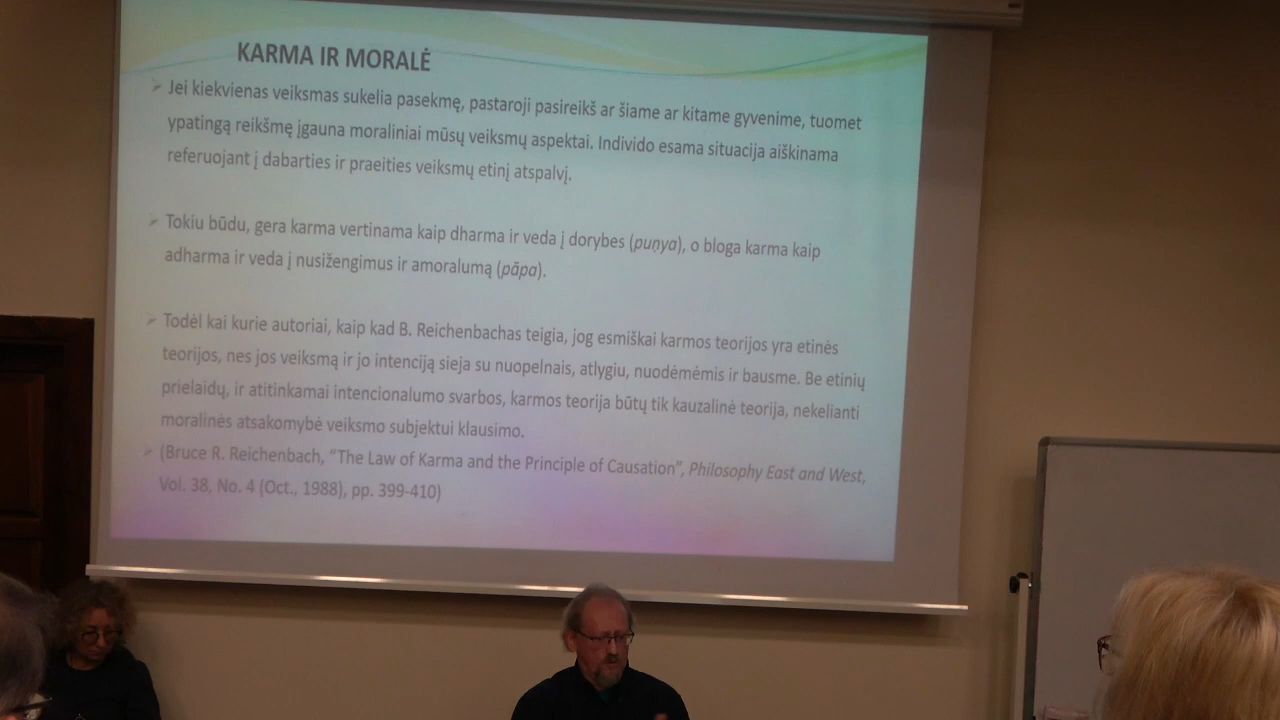 KARMA IR MORALĖ
Jei kiekvienas veiksmas sukelia pasekmę, pastaroji pasireikš ar šiame ar kitame gyvenime, tuomet
ypatingą reikšmę įgauna moraliniai mūsų veiksmų aspektai. Individo esama situacija aiškinama
referuojant į dabarties ir praeities veiksmų etinį atspalvį.
Tokiu būdu, gera karma vertinama kaip dharma ir veda į dorybes (puṇya), o bloga karma kaip
adharma ir veda į nusižengimus ir amoralumą (pāpa).
Todėl kai kurie autoriai, kaip kad B. Reichenbachas teigia, jog esmiškai karmos teorijos yra etinės
teorijos, nes jos veiksmą ir jo intenciją sieja su nuopelnais, atlygiu, nuodėmėmis ir bausme. Be etinių
prielaidų, ir atitinkamai intencionalumo svarbos, karmos teorija būtų tik kauzalinė teorija, nekelianti
moralinės atsakomybė veiksmo subjektui klausimo.
(Bruce R. Reichenbach, “The Law of Karma and the Principle of Causation”, Philosophy East and West,
Vol. 38, No. 4 (Oct., 1988), pp. 399-410)